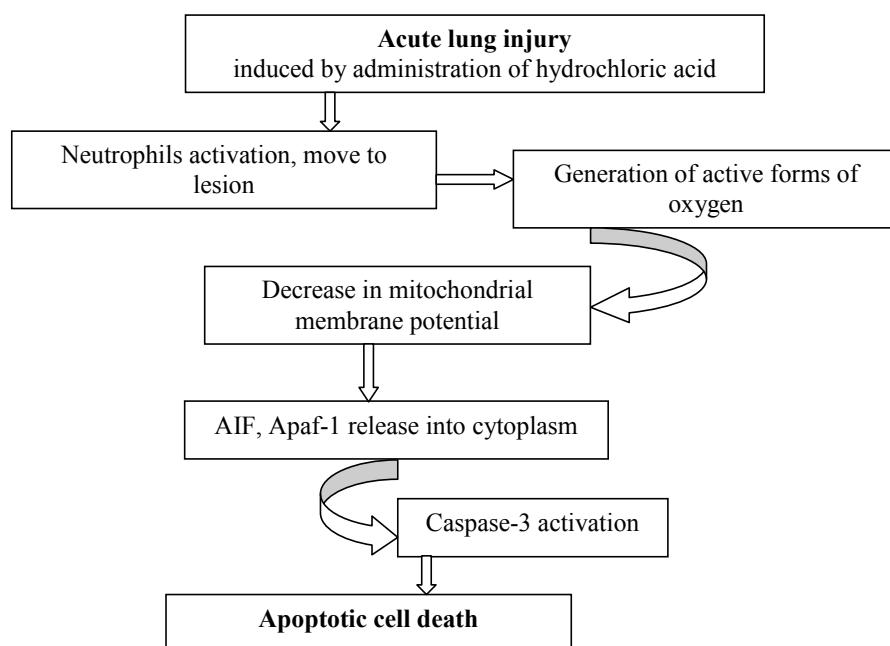 Acute lung injury
induced by administration of hydrochloric acid
Neutrophils activation, move to
lesion
Generation of active forms of
oxygen
Decrease in mitochondrial
membrane potential
AIF, Apaf-1 release into cytoplasm
Caspase-3 activation
Apoptotic cell death